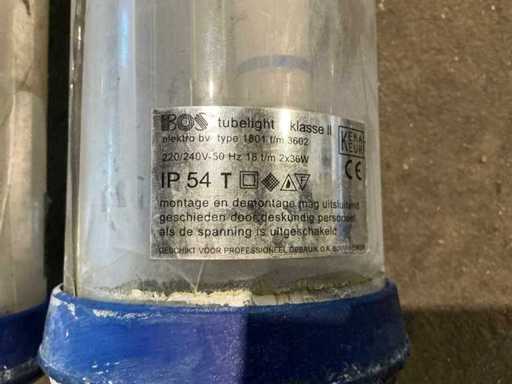 BOS tubelight klasse II
elektro bv type 1801 t/m 3602
220/240V-50 Hz 18 t/m 2x36W
IP 54 T F
KEMA
KEUR
CE
montage en demontage mag uitsluitend
geschieden door deskundig personeel
als de spanning is uitgeschakeld
GESCHIKT VOOR PROFESSIONEEL GEBRUIK O.A.